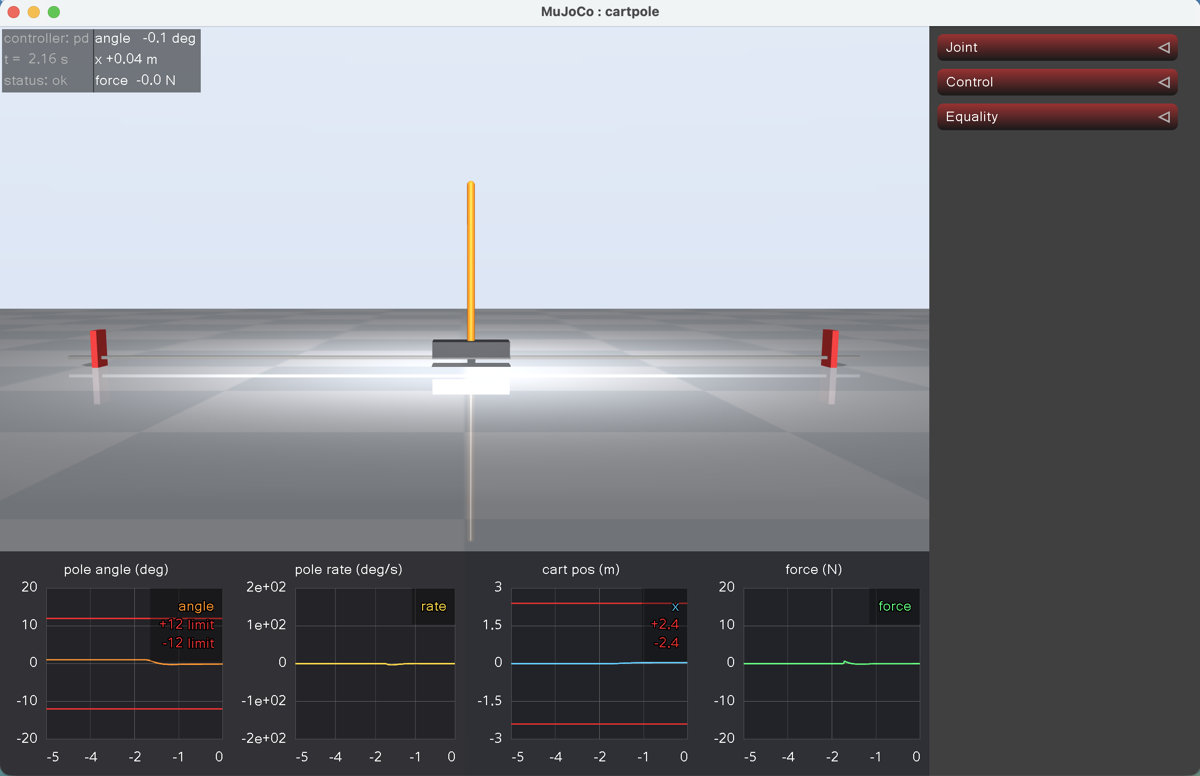 MuJoCo : cartpole
controller: pd angle -0.1 deg
t = 2.16 s x +0.04 m
status: ok force -0.0 N
Joint
Control
Equality
pole angle (deg)
20
10
0
-10
-20
angle
+12 limit
-12 limit
-5 -4 -2 -1 0
pole rate (deg/s)
2e+02
1e+02
0
-1e+02
-2e+02
rate
-5 -4 -2 -1 0
cart pos (m)
3
1.5
0
-1.5
-3
x
+2.4
-2.4
-5 -4 -2 -1 0
force (N)
20
10
0
-10
-20
force
-5 -4 -2 -1 0